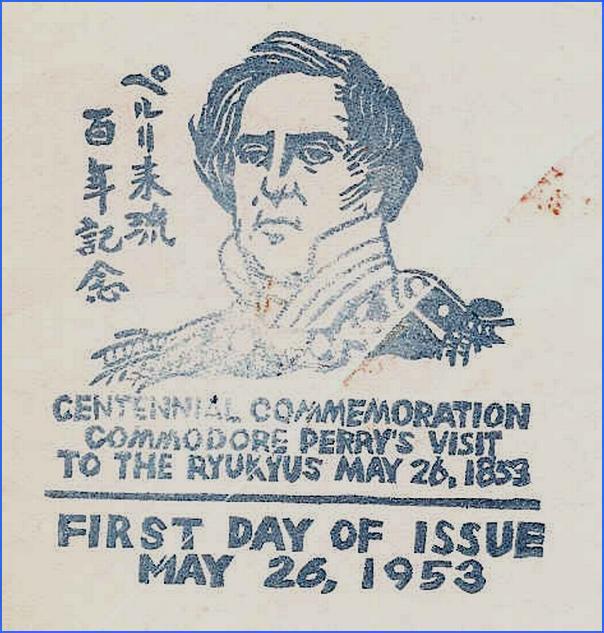 ペルリ来琉
百年記念
CENTENNIAL COMMEMORATION
COMMODORE PERRY'S VISIT
TO THE RYUKYUS MAY 26, 1853
FIRST DAY OF ISSUE
MAY 26, 1953